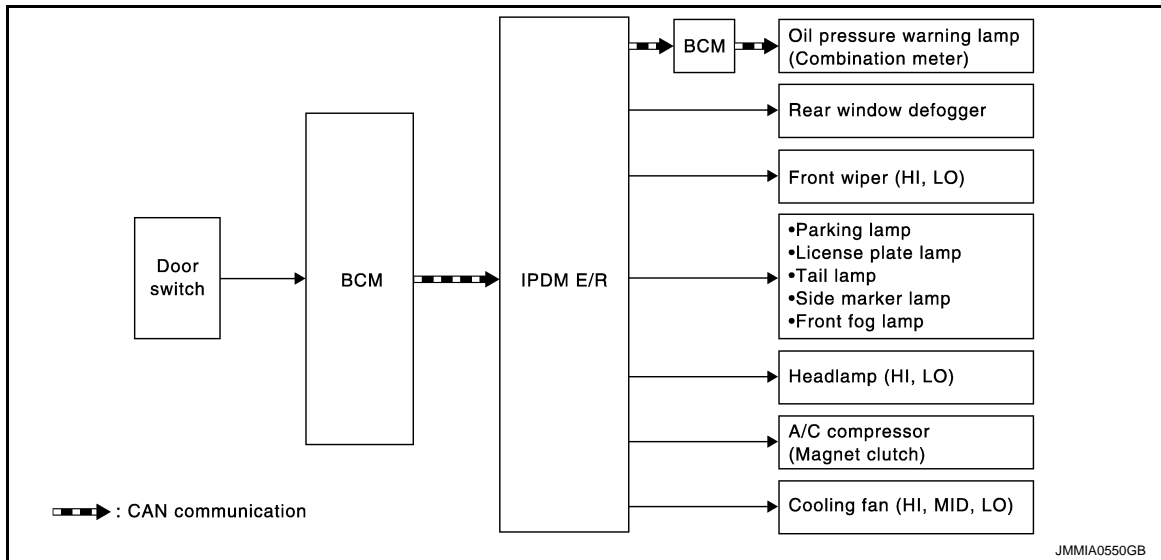 Door
switch
BCM
IPDM E/R
BCM
Oil pressure warning lamp
(Combination meter)
Rear window defogger
Front wiper (HI, LO)
•Parking lamp
•License plate lamp
•Tail lamp
•Side marker lamp
•Front fog lamp
Headlamp (HI, LO)
A/C compressor
(Magnet clutch)
Cooling fan (HI, MID, LO)
: CAN communication
JMMIA0550GB